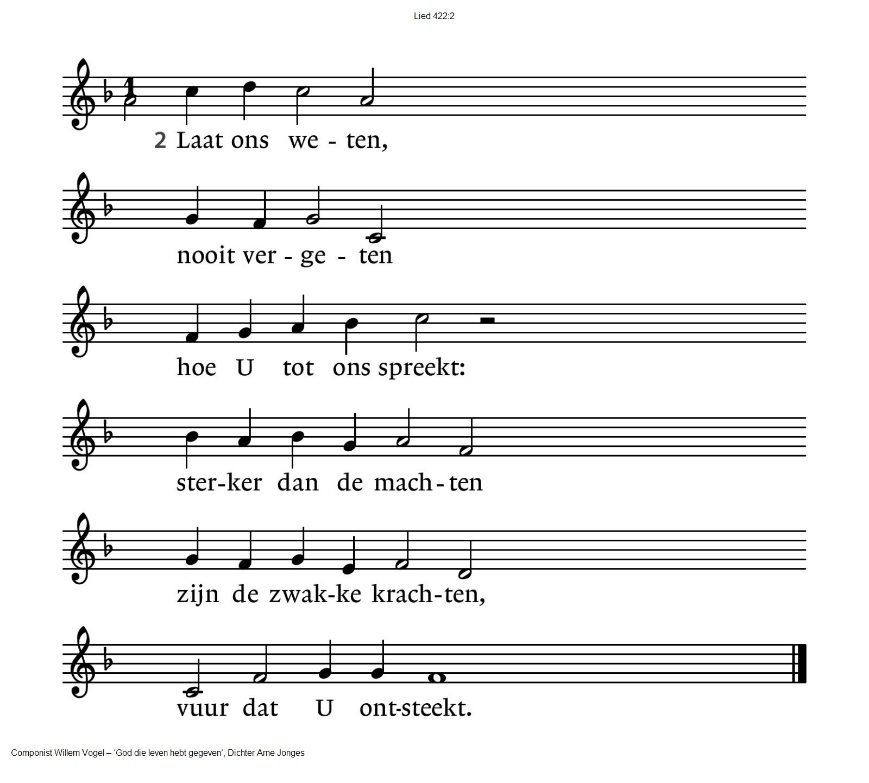 Lied 422:2
1
2 Laat ons we - ten,
nooit ver - ge - ten
hoe U tot ons spreekt:
ster-ker dan de mach-ten
zijn de zwak-ke krach-ten,
vuur dat U ont-steekt.
Componist Willem Vogel – ‘God die leven hebt gegeven’, Dichter Arne Jonges